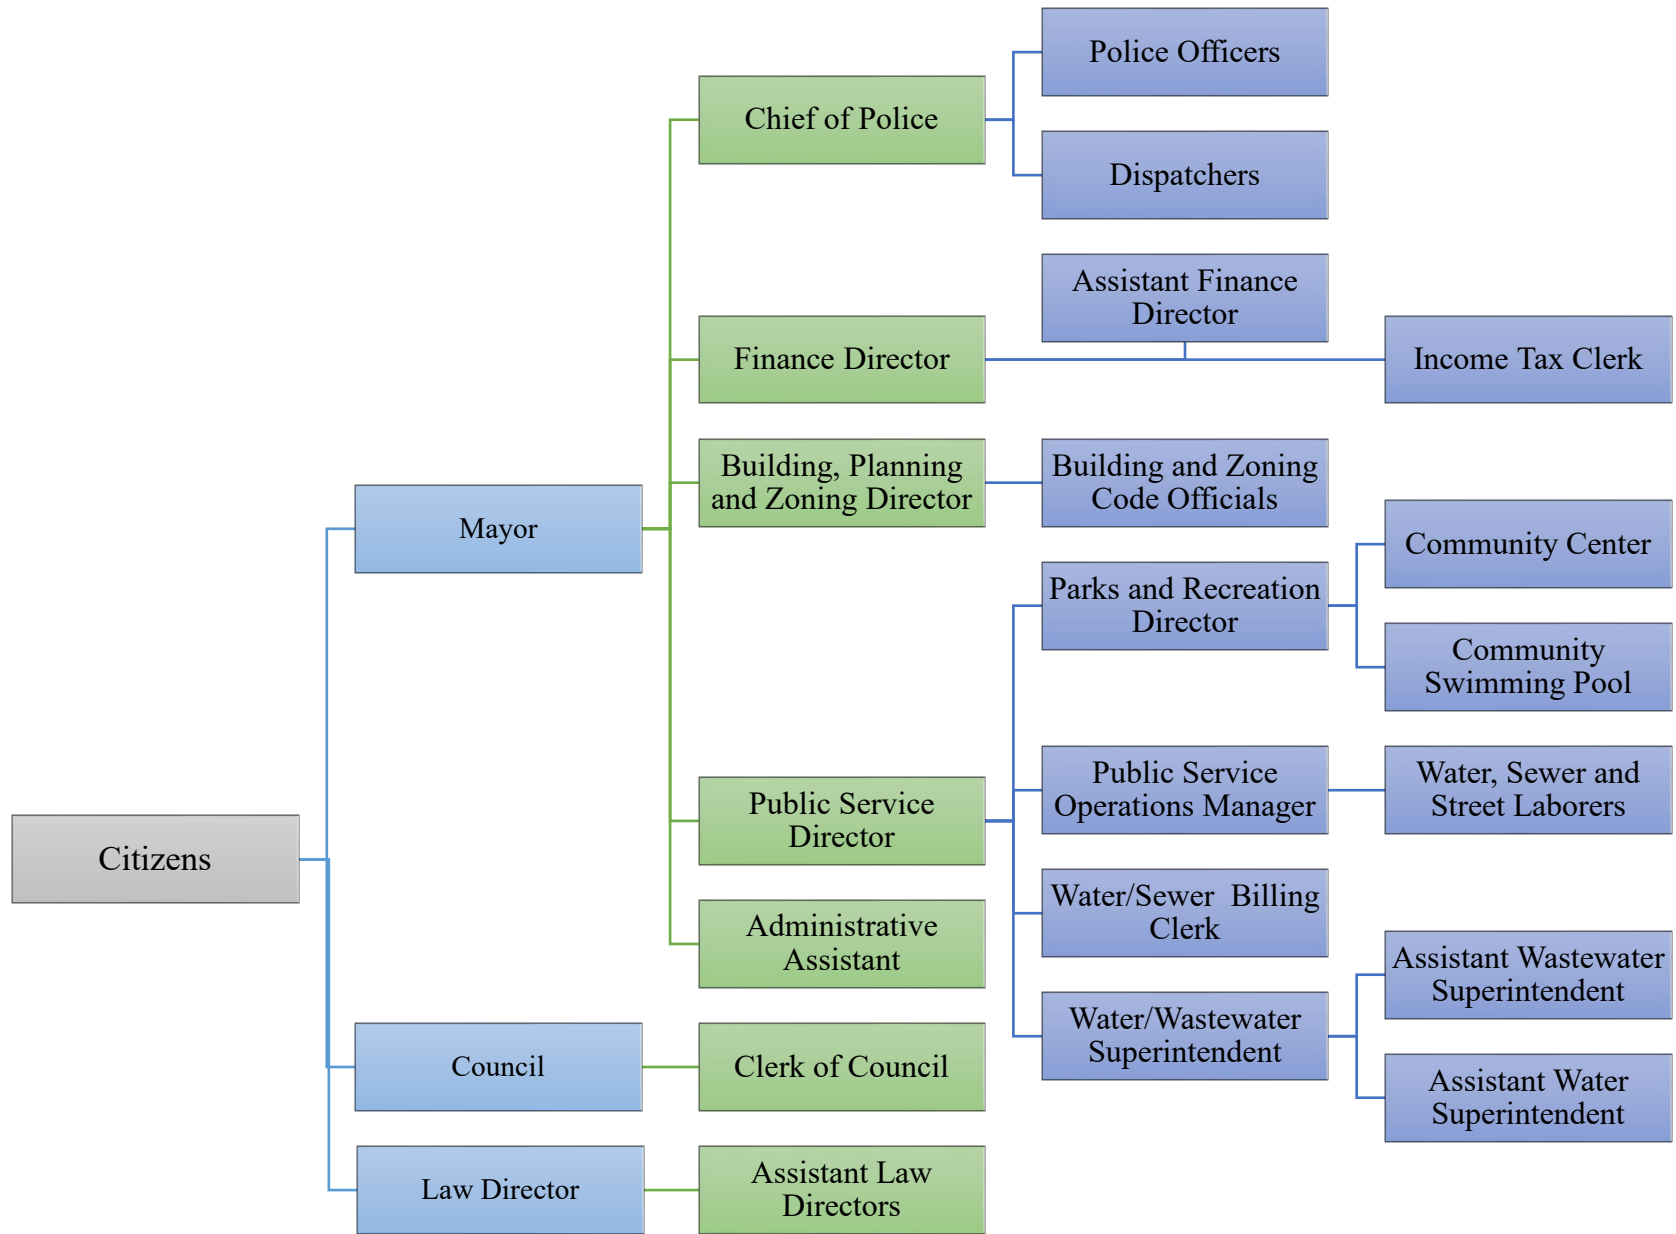 Police Officers
Chief of Police
Dispatchers
Assistant Finance
Director
Finance Director
Income Tax Clerk
Building, Planning
and Zoning Director
Building and Zoning
Code Officials
Mayor
Community Center
Parks and Recreation
Director
Community
Swimming Pool
Public Service
Director
Public Service
Operations Manager
Water, Sewer and
Street Laborers
Citizens
Water/Sewer  Billing
Clerk
Administrative
Assistant
Assistant Wastewater
Superintendent
Council
Clerk of Council
Water/Wastewater
Superintendent
Assistant Water
Superintendent
Law Director
Assistant Law
Directors